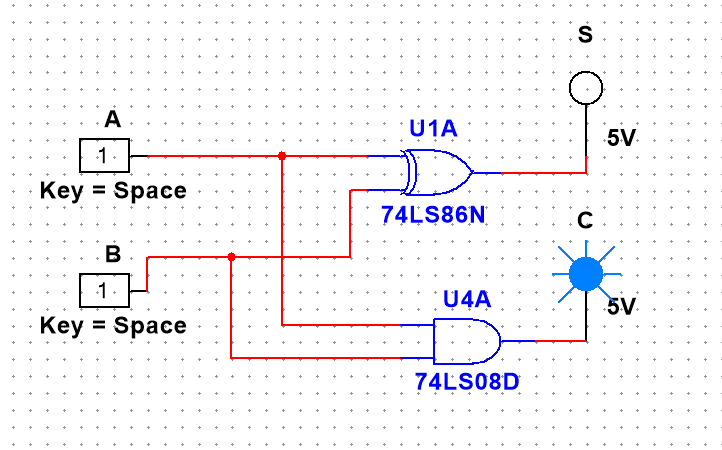 S
A
U1A
5V
1
Key = Space
74LS86N
C
B
1
U4A
5V
Key = Space
74LS08D